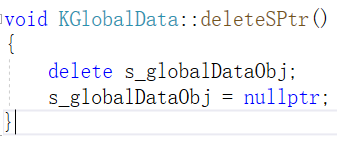 void KGlobalData::deleteSPtr()
{
    delete s_globalDataObj;
    s_globalDataObj = nullptr;
}